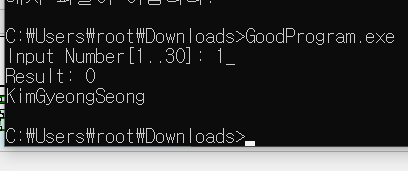 C:₩Users₩root₩Downloads>GoodProgram.exe
Input Number[1..30]: 1_
Result: 0
KimGyeongSeong
C:₩Users₩root₩Downloads>